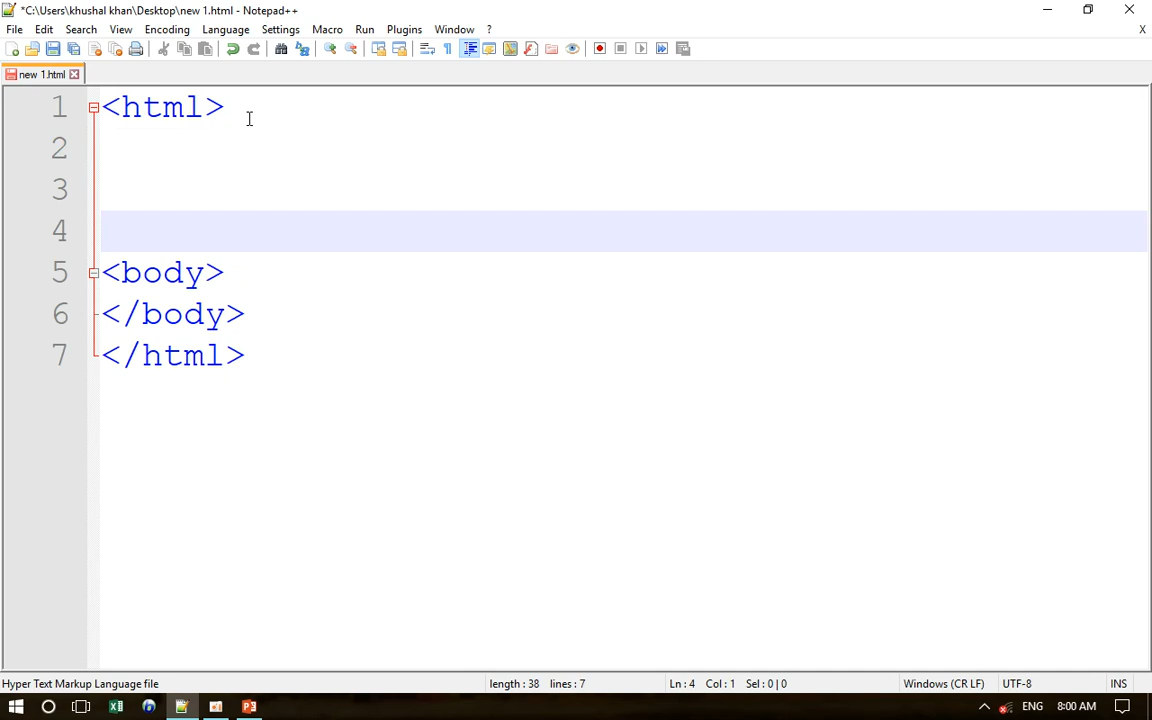 *C:\Users\khushal khan\Desktop\new 1.html - Notepad++
File Edit Search View Encoding Language Settings Macro Run Plugins Window ? X
new 1.html
1 <html>
2
3
4
5 <body>
6 </body>
7 </html>
Hyper Text Markup Language file length : 38 lines : 7 Ln : 4 Col : 1 Sel : 0 | 0 Windows (CR LF) UTF-8 INS
ENG 8:00 AM